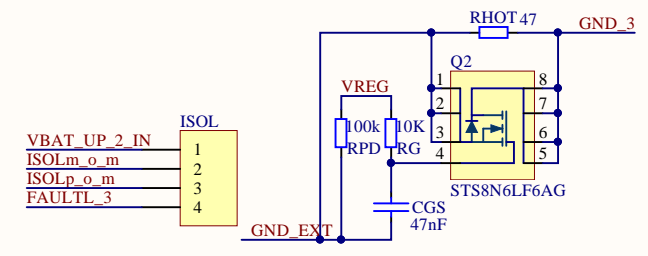 RHOT 47
GND_3
Q2
VREG
1
2
3
4
8
7
6
5
100k
RPD
10K
RG
STS8N6LF6AG
ISOL
VBAT_UP_2_IN
1
ISOLm_o_m
2
ISOLp_o_m
3
FAULTL_3
4
CGS
47nF
GND_EXT